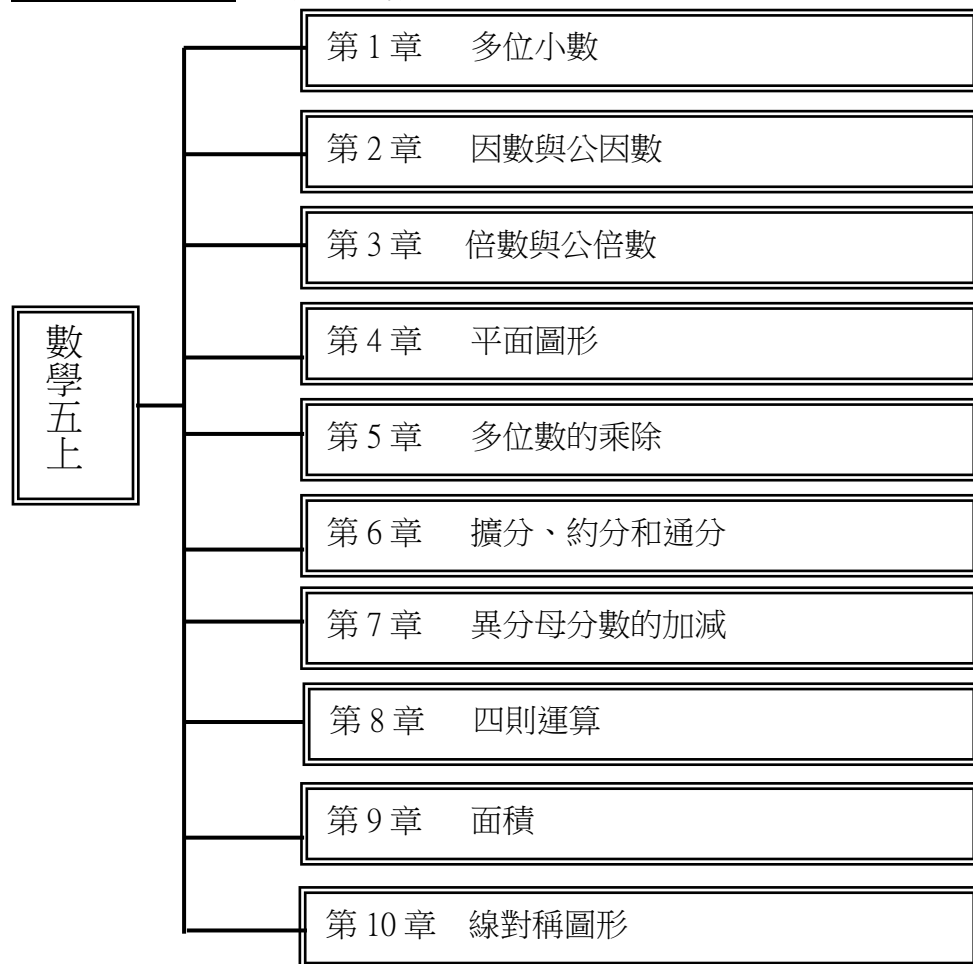 數學五上
第 1 章 多位小數
第 2 章 因數與公因數
第 3 章 倍數與公倍數
第 4 章 平面圖形
第 5 章 多位數的乘除
第 6 章 擴分、約分和通分
第 7 章 異分母分數的加減
第 8 章 四則運算
第 9 章 面積
第 10 章 線對稱圖形